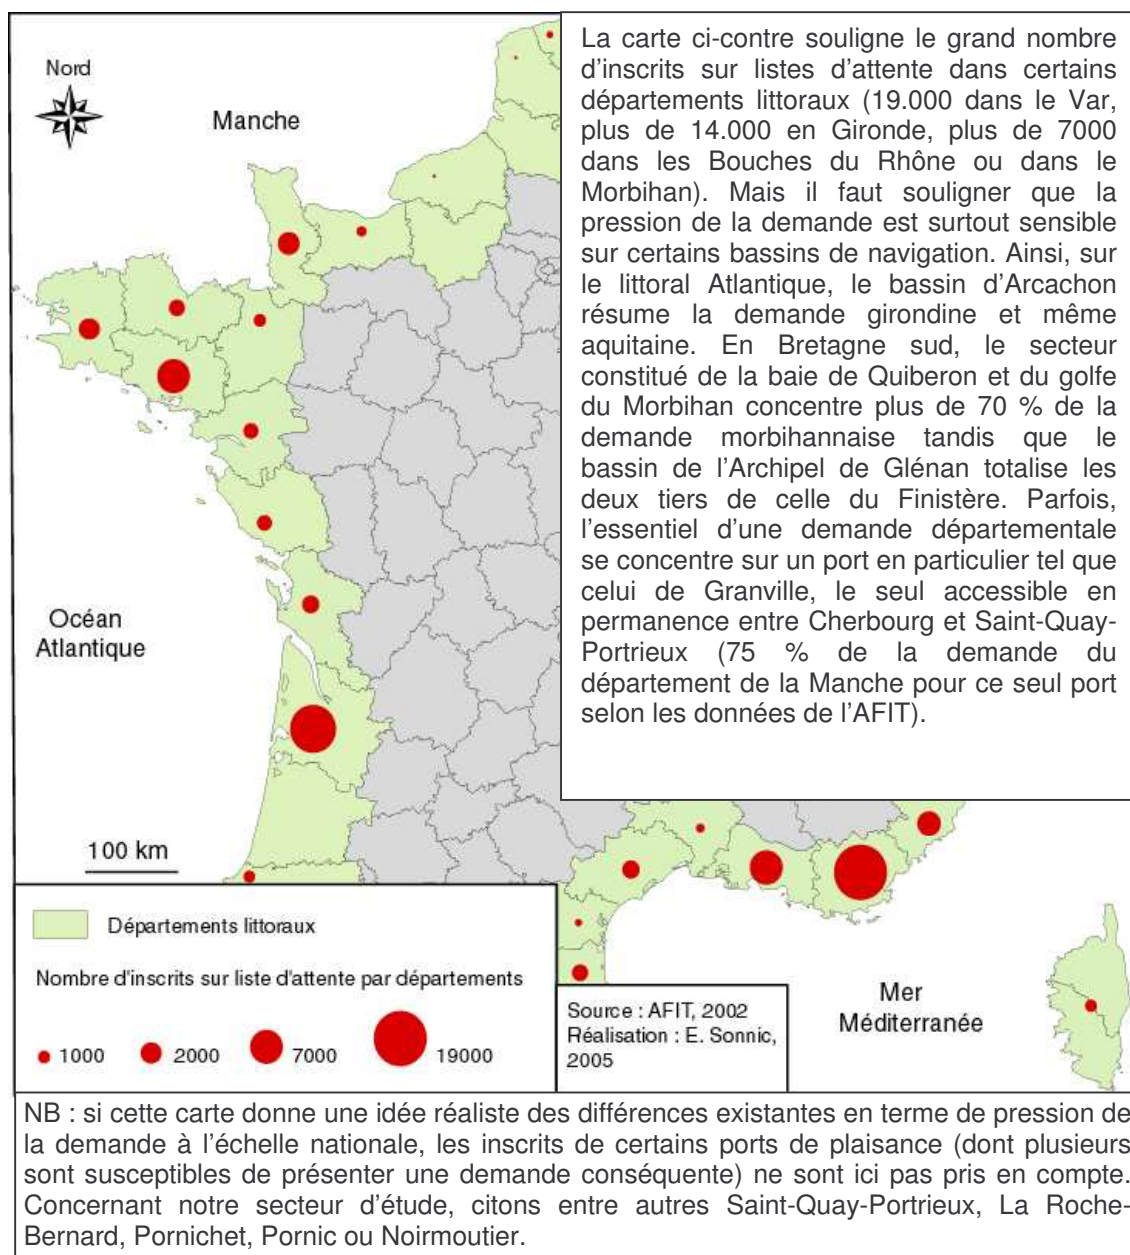 Nord
Manche
La carte ci-contre souligne le grand nombre
d'inscrits sur listes d'attente dans certains
départements littoraux (19.000 dans le Var,
plus de 14.000 en Gironde, plus de 7000
dans les Bouches du Rhône ou dans le
Morbihan). Mais il faut souligner que la
pression de la demande est surtout sensible
sur certains bassins de navigation. Ainsi, sur
le littoral Atlantique, le bassin d'Arcachon
résume la demande girondine et même
aquitaine. En Bretagne sud, le secteur
constitué de la baie de Quiberon et du golfe
du Morbihan concentre plus de 70 % de la
demande morbihannaise tandis que le
bassin de l'Archipel de Glénan totalise les
deux tiers de celle du Finistère. Parfois,
l'essentiel d'une demande départementale
se concentre sur un port en particulier tel que
celui de Granville, le seul accessible en
permanence entre Cherbourg et Saint-Quay-
Portrieux (75 % de la demande du
département de la Manche pour ce seul port
selon les données de l'AFIT).
Océan
Atlantique
100 km
Départements littoraux
Nombre d'inscrits sur liste d'attente par départements
1000 2000 7000 19000
Source : AFIT, 2002
Réalisation : E. Sonnic,
2005
Mer
Méditerranée
NB : si cette carte donne une idée réaliste des différences existantes en terme de pression de
la demande à l'échelle nationale, les inscrits de certains ports de plaisance (dont plusieurs
sont susceptibles de présenter une demande conséquente) ne sont ici pas pris en compte.
Concernant notre secteur d'étude, citons entre autres Saint-Quay-Portrieux, La Roche-
Bernard, Pornichet, Pornic ou Noirmoutier.